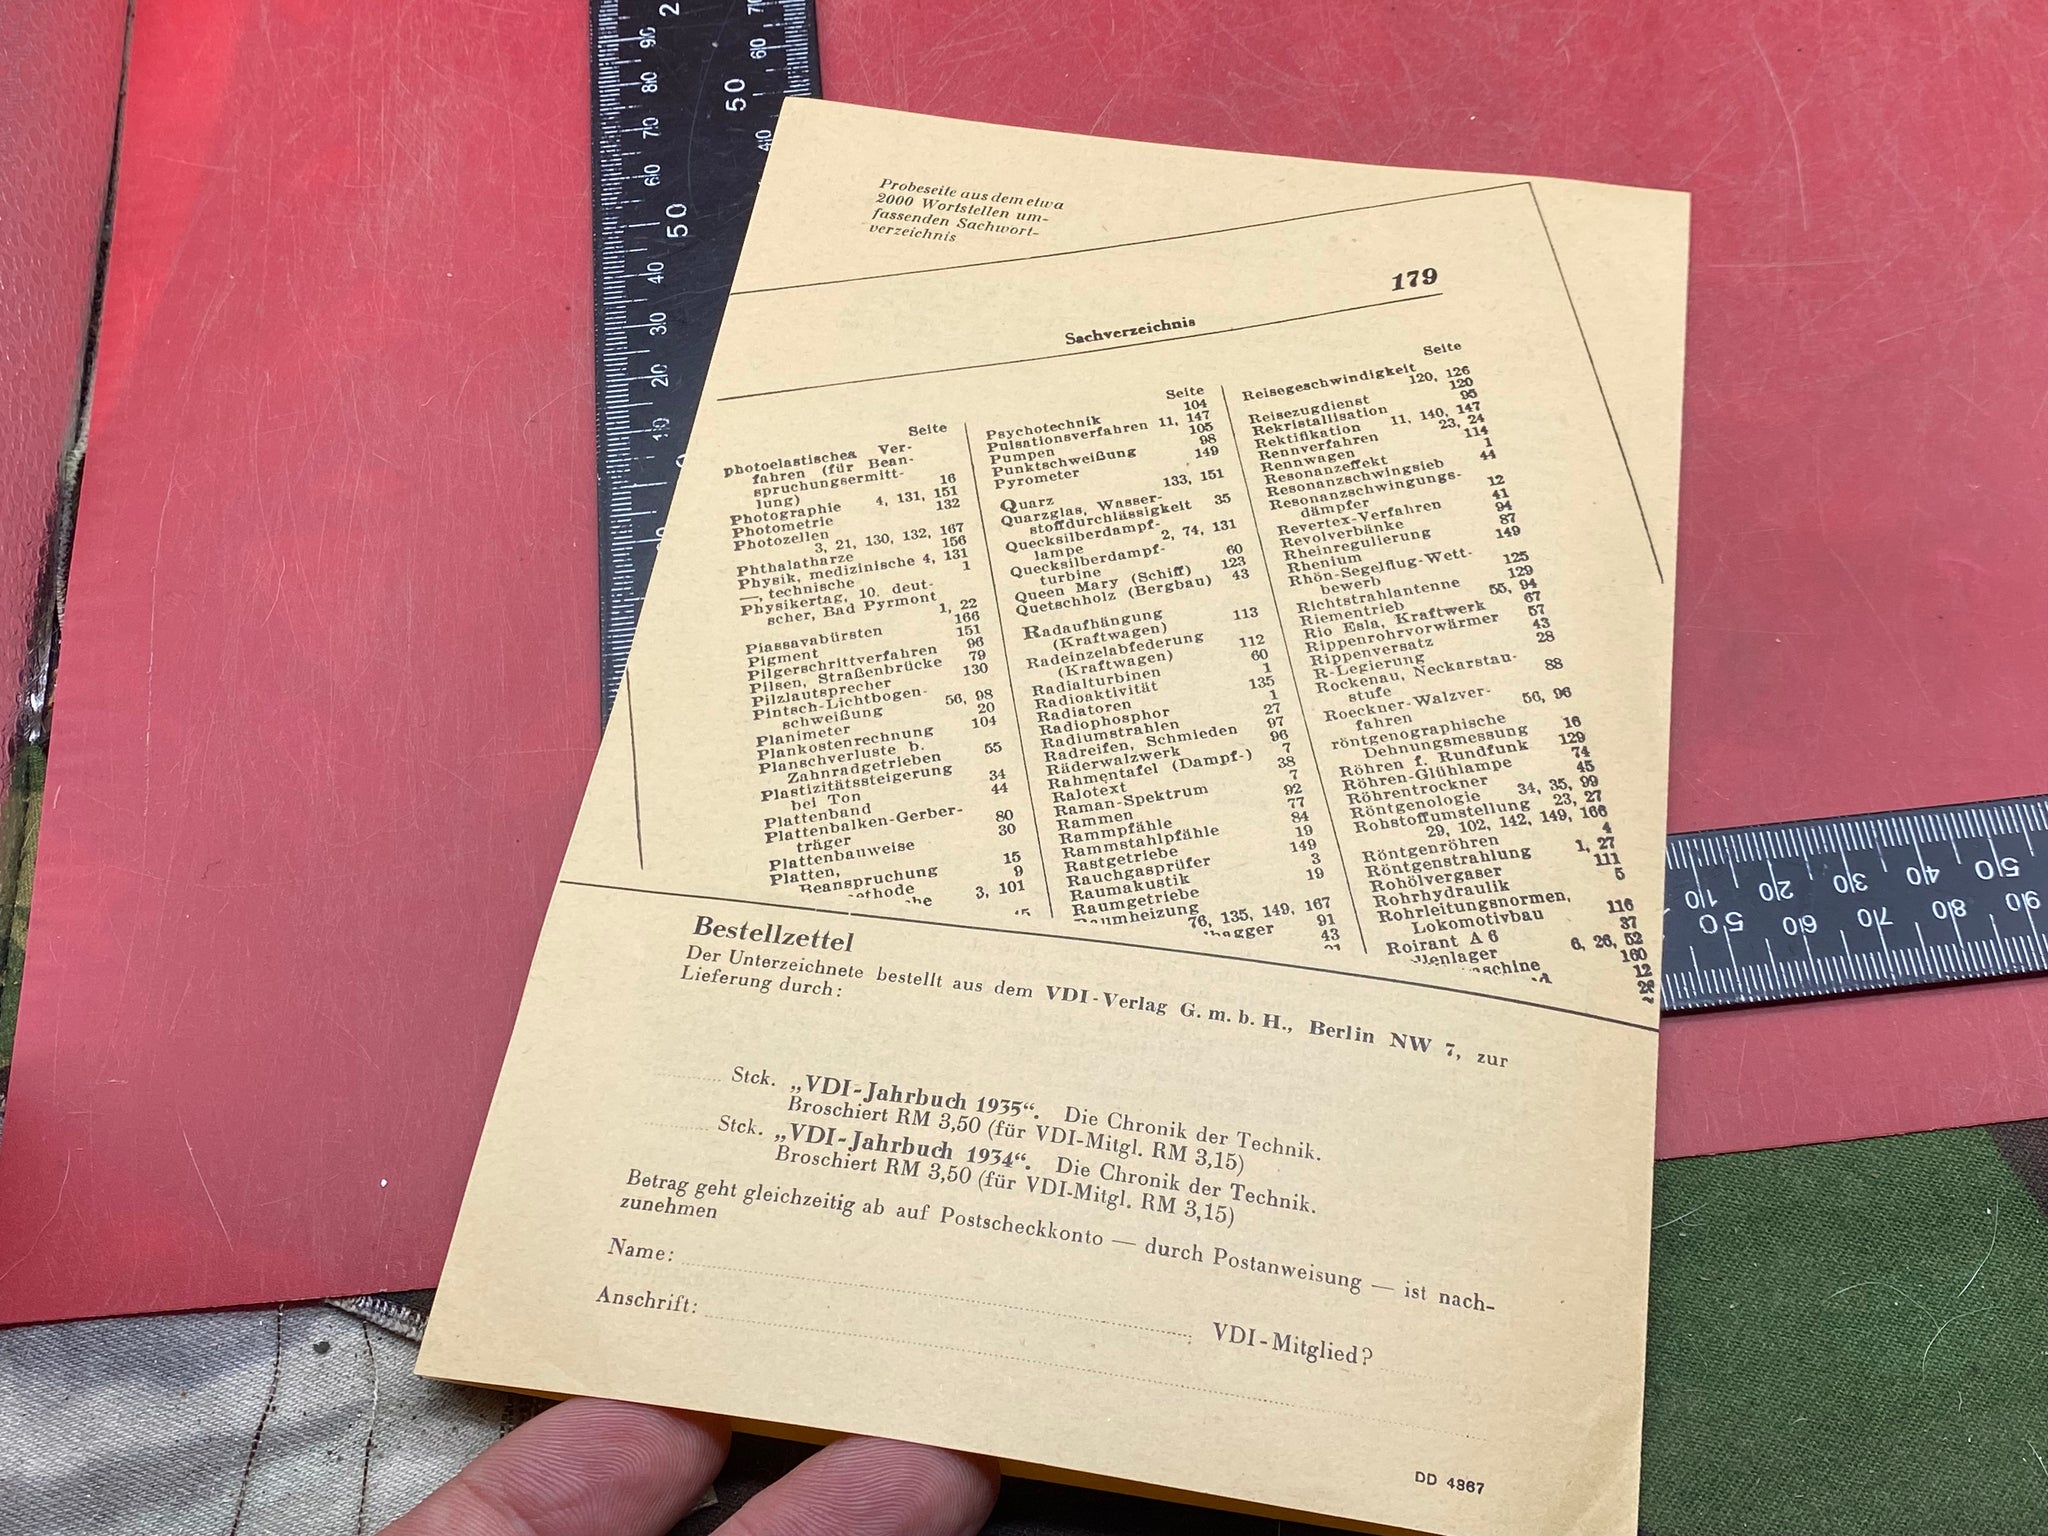 Probeseite aus dem etwa
2000 Wortstellen um-
fassenden Sachwort-
verzeichnis
179
Sachverzeichnis
Seite
photoelastisches Ver-
fahren (für Bean-
spruchungsermitt-
lung) 16
Photographie 4, 131, 151
Photometrie 132
Photozellen
3, 21, 130, 132, 167
Phthalatharze 156
Physik, medizinische 4, 131
—, technische 1
Physikertag, 10. deut-
scher, Bad Pyrmont
1, 22
Piassavabürsten 166
Pigment 151
Pilgerschrittverfahren 96
Pilsen, Straßenbrücke 79
Pilzlautsprecher 130
Pintsch-Lichtbogen-
schweißung 56, 98
Planimeter 20
Plankostenrechnung 104
Planschverluste b.
Zahnradgetrieben 55
Plastizitätssteigerung
bei Ton 34
Plattenband 44
Plattenbalken-Gerber-
träger 80
Plattenbauweise 30
Platten,
Beanspruchung 15
ethode 9
he 3, 101
Seite
Psychotechnik 104
Pulsationsverfahren 11, 147
Pumpen 105
Punktschweißung 98
Pyrometer 149
Quarz 133, 151
Quarzglas, Wasser-
stoffdurchlässigkeit 35
Quecksilberdampf-
lampe 2, 74, 131
Quecksilberdampf-
turbine 60
Queen Mary (Schiff) 123
Quetschholz (Bergbau) 43
Radaufhängung
(Kraftwagen) 113
Radeinzelabfederung
(Kraftwagen) 112
Radialturbinen 60
Radioaktivität 1
Radiatoren 135
Radiophosphor 1
Radiumstrahlen 27
Radreifen, Schmieden 97
Räderwalzwerk 96
Rahmentafel (Dampf-) 7
Ralotext 38
Raman-Spektrum 7
Rammen 92
Rammpfähle 77
Rammstahlpfähle 84
Rastgetriebe 19
Rauchgasprüfer 149
Raumakustik 3
Raumgetriebe 19
Raumheizung
76, 135, 149, 167
bagger 91
43
Seite
Reisegeschwindigkeit
120, 126
Reisezugdienst 120
Rekristallisation 95
Rektifikation 11, 140, 147
Rennverfahren 23, 24
Rennwagen 114
Resonanzeffekt 1
Resonanzschwingsieb 44
Resonanzschwingungs-
dämpfer 12
Revertex-Verfahren 41
Revolverbänke 94
Rheinregulierung 87
Rhenium 149
Rhön-Segelflug-Wett-
bewerb 125
Richtstrahlantenne 129
Riementrieb 55, 94
Rio Esla, Kraftwerk 67
Rippenrohrvorwärmer 57
Rippenversatz 43
R-Legierung 28
Rockenau, Neckarstau-
stufe 88
Roeckner-Walzver-
fahren 56, 96
röntgenographische
Dehnungsmessung 16
Röhren f. Rundfunk 129
Röhren-Glühlampe 74
Röhrentrockner 45
Röntgenologie 34, 35, 99
Rohstoffumstellung 23, 27
29, 102, 142, 149, 166
Röntgenröhren 4
Röntgenstrahlung 1, 27
Rohölvergaser 111
Rohrhydraulik 5
Rohrleitungsnormen,
Lokomotivbau 116
Roirant A 6 37
llenlager 6, 26, 52
aschine 160
12
Bestellzettel
Der Unterzeichnete bestellt aus dem VDI-Verlag G. m. b. H., Berlin NW 7, zur
Lieferung durch:
Stck. „VDI-Jahrbuch 1935“. Die Chronik der Technik.
Broschiert RM 3,50 (für VDI-Mitgl. RM 3,15)
Stck. „VDI-Jahrbuch 1934“. Die Chronik der Technik.
Broschiert RM 3,50 (für VDI-Mitgl. RM 3,15)
Betrag geht gleichzeitig ab auf Postscheckkonto — durch Postanweisung — ist nach-
zunehmen
Name:
VDI-Mitglied?
Anschrift:
DD 4867